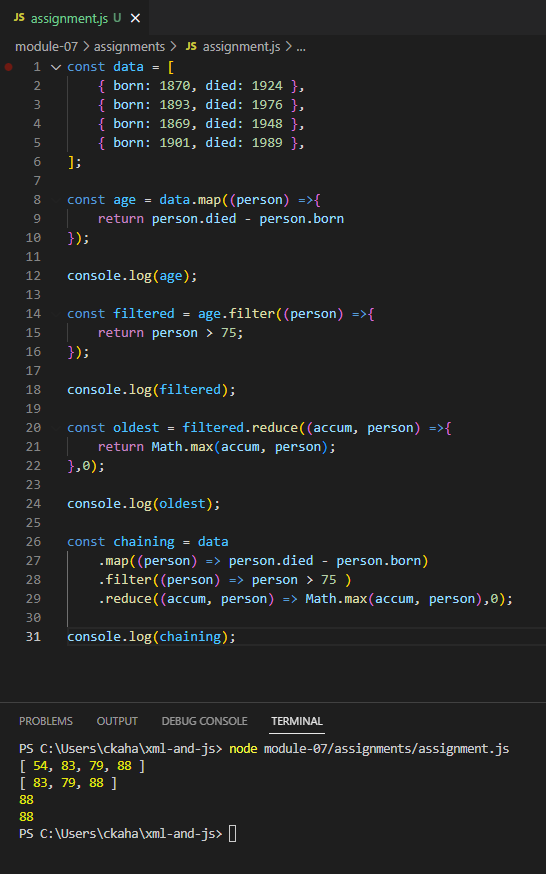 JS assignment.js U ×
module-07 > assignments > JS assignment.js > ...
1 const data = [
2 { born: 1870, died: 1924 },
3 { born: 1893, died: 1976 },
4 { born: 1869, died: 1948 },
5 { born: 1901, died: 1989 },
6 ];
7
8 const age = data.map((person) =>{
9 return person.died - person.born
10 });
11
12 console.log(age);
13
14 const filtered = age.filter((person) =>{
15 return person > 75;
16 });
17
18 console.log(filtered);
19
20 const oldest = filtered.reduce((accum, person) =>{
21 return Math.max(accum, person);
22 },0);
23
24 console.log(oldest);
25
26 const chaining = data
27 .map((person) => person.died - person.born)
28 .filter((person) => person > 75 )
29 .reduce((accum, person) => Math.max(accum, person),0);
30
31 console.log(chaining);
PROBLEMS OUTPUT DEBUG CONSOLE TERMINAL
PS C:\Users\ckaha\xml-and-js> node module-07/assignments/assignment.js
[ 54, 83, 79, 88 ]
[ 83, 79, 88 ]
88
88
PS C:\Users\ckaha\xml-and-js>